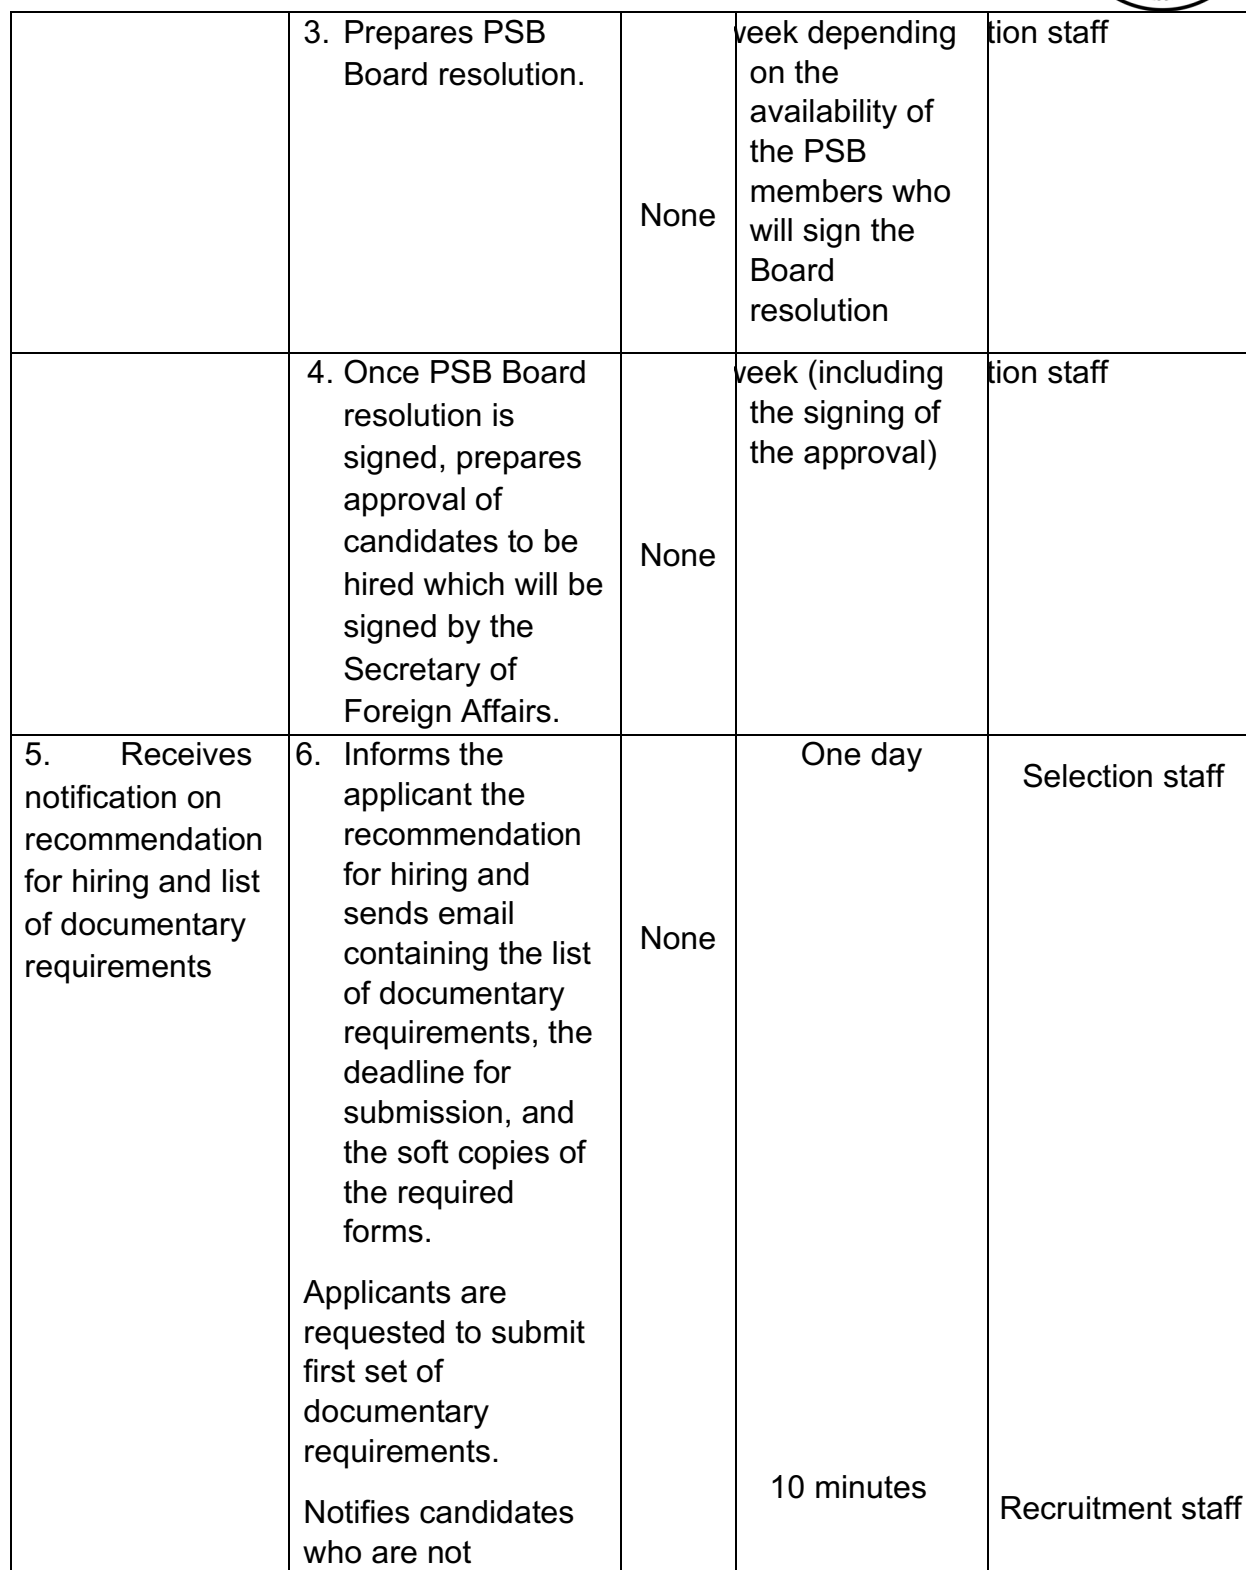 3. Prepares PSB
Board resolution.
None
week depending
on the
availability of
the PSB
members who
will sign the
Board
resolution
tion staff
4. Once PSB Board
resolution is
signed, prepares
approval of
candidates to be
hired which will be
signed by the
Secretary of
Foreign Affairs.
None
week (including
the signing of
the approval)
tion staff
5. Receives
notification on
recommendation
for hiring and list
of documentary
requirements
6. Informs the
applicant the
recommendation
for hiring and
sends email
containing the list
of documentary
requirements, the
deadline for
submission, and
the soft copies of
the required
forms.
Applicants are
requested to submit
first set of
documentary
requirements.
Notifies candidates
who are not
None
One day
10 minutes
Selection staff
Recruitment staff